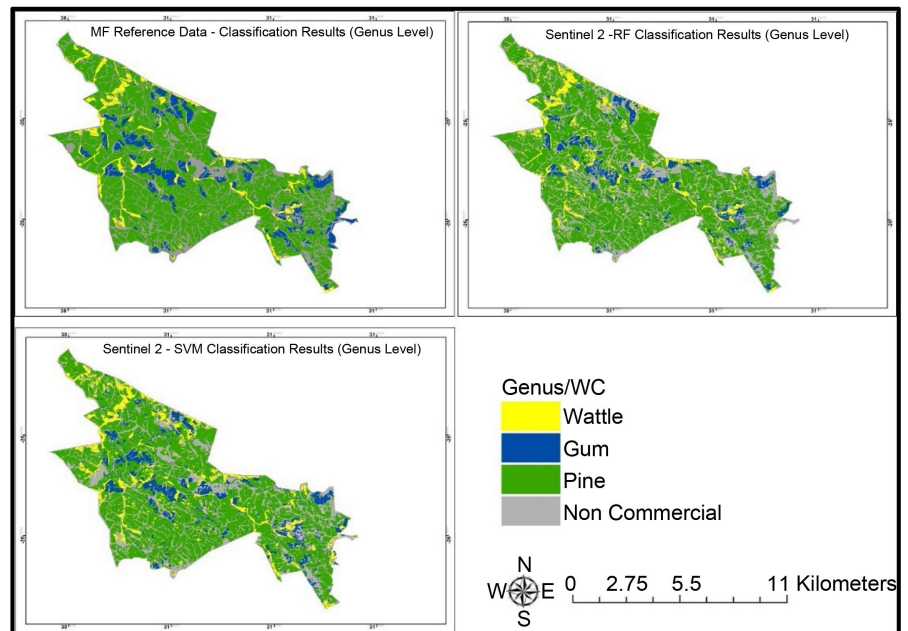 MF Reference Data - Classification Results (Genus Level)
Sentinel 2 -RF Classification Results (Genus Level)
Sentinel 2 - SVM Classification Results (Genus Level)
Genus/WC
Wattle
Gum
Pine
Non Commercial
N
W E
S
0 2.75 5.5 11 Kilometers